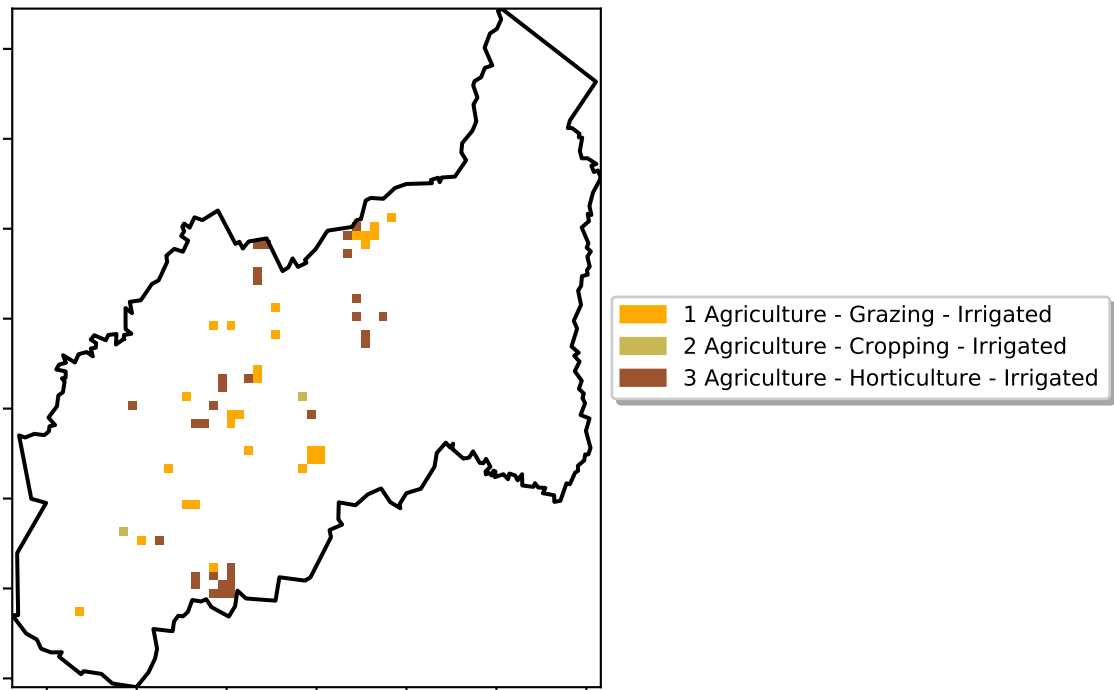 1 Agriculture - Grazing - Irrigated
2 Agriculture - Cropping - Irrigated
3 Agriculture - Horticulture - Irrigated